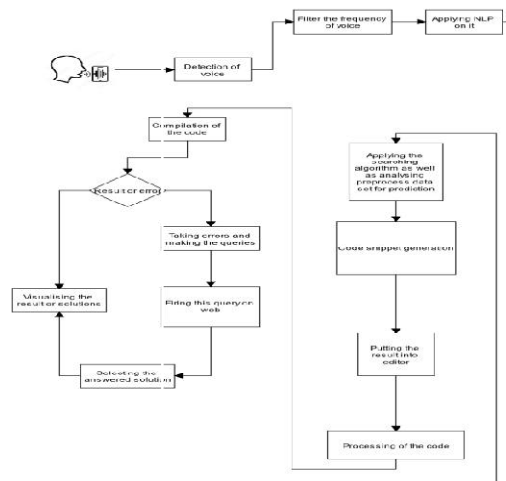 Filter the frequency
of voice
Applying NLP
on it
Detection of
voice
Compilation of
the code
Result or error
Taking errors and
making the queries
Firing this query on
web
Selecting the
answered solution
Visualising the
result or solutions
Applying the
searching
algorithm as well
as analysing
preprocess data
set for prediction
Code snippet generation
Putting the
result into
editor
Processing of the code